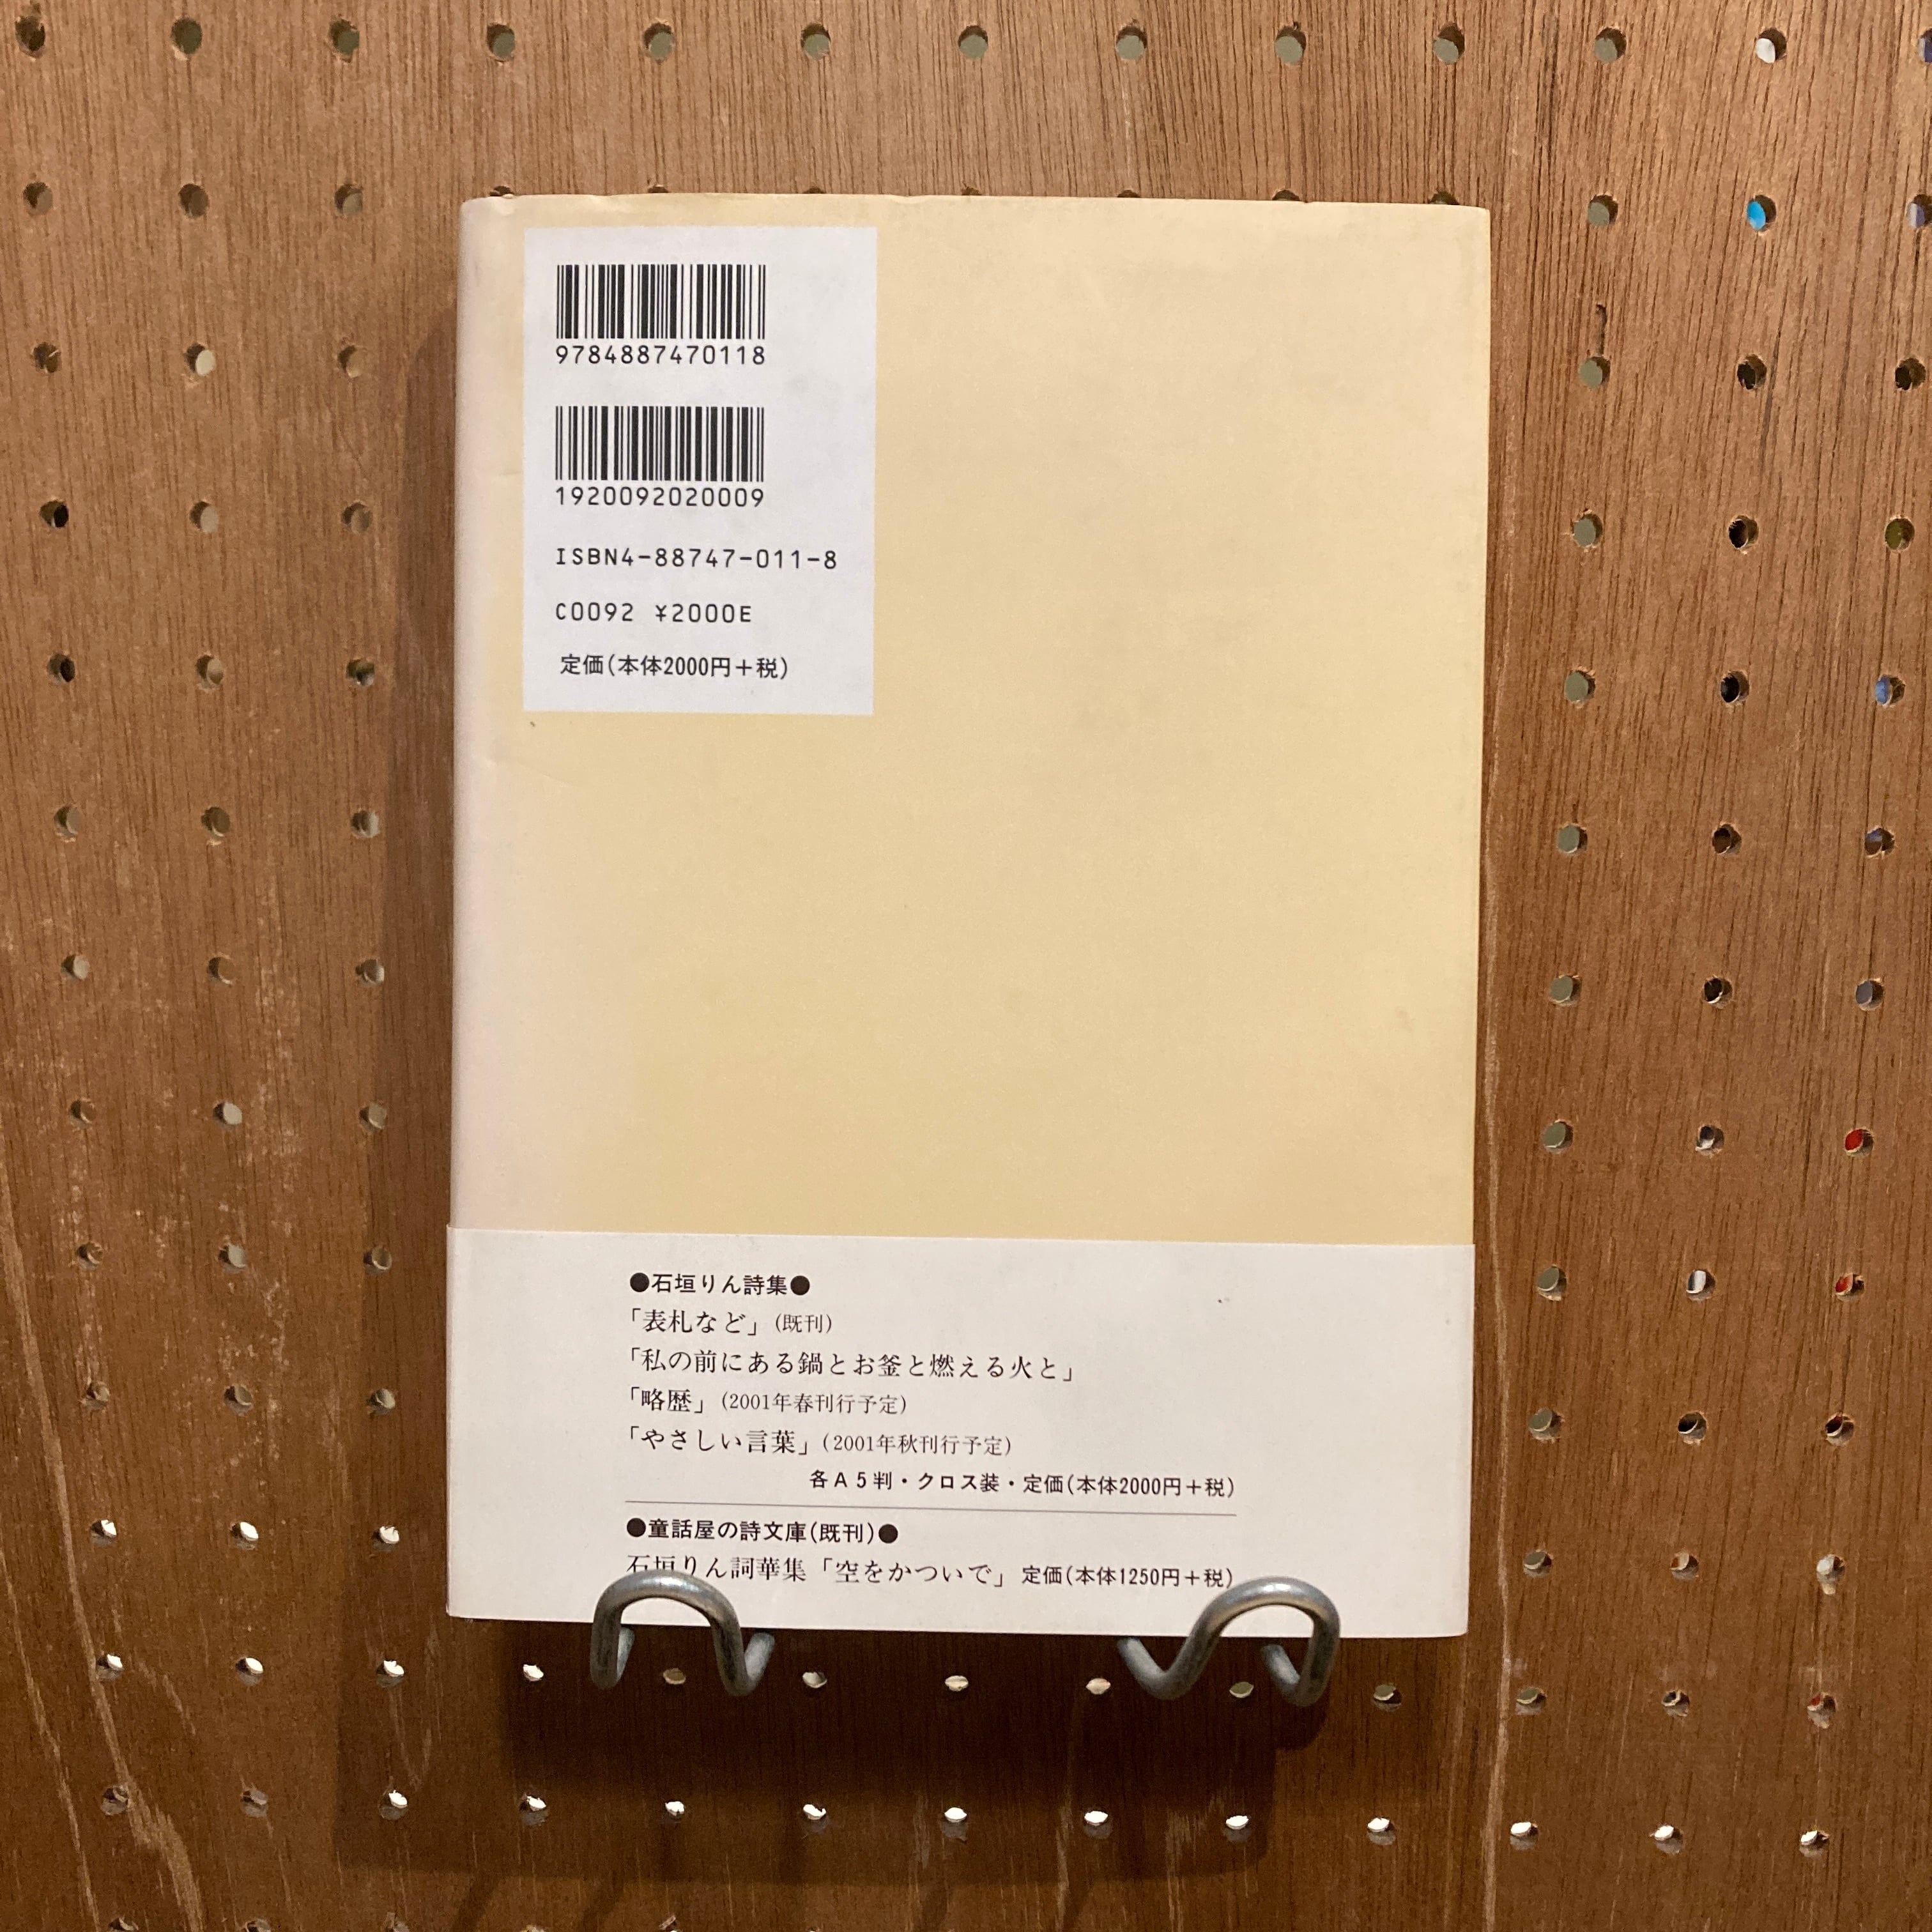 9784887470118
1920092020009
ISBN4-88747-011-8
C0092 ¥2000E
定価(本体2000円+税)
●石垣りん詩集●
「表札など」(既刊)
「私の前にある鍋とお釜と燃える火と」
「略歴」(2001年春刊行予定)
「やさしい言葉」(2001年秋刊行予定)
各A5判・クロス装・定価(本体2000円+税)
●童話屋の詩文庫(既刊)●
石垣りん詞華集「空をかついで」定価(本体1250円+税)